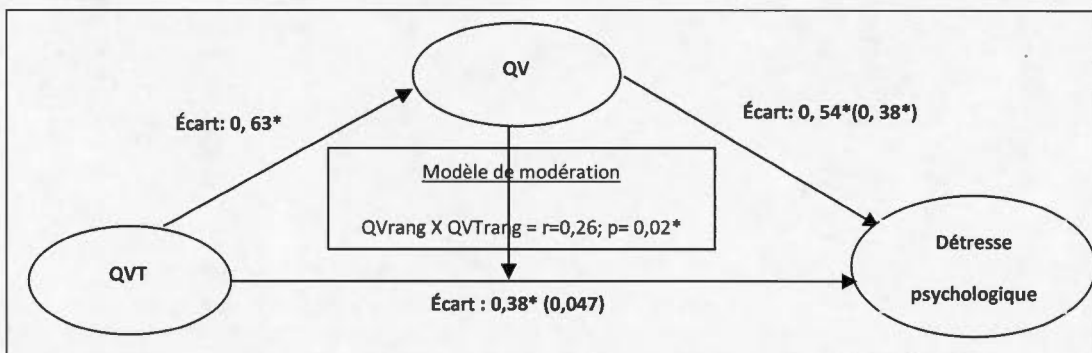 QV
Écart: 0, 63*
Écart: 0, 54*(0, 38*)
Modèle de modération
QVrang X QVTrang = r=0,26; p= 0,02*
QVT
Détresse
psychologique
Écart : 0,38* (0,047)